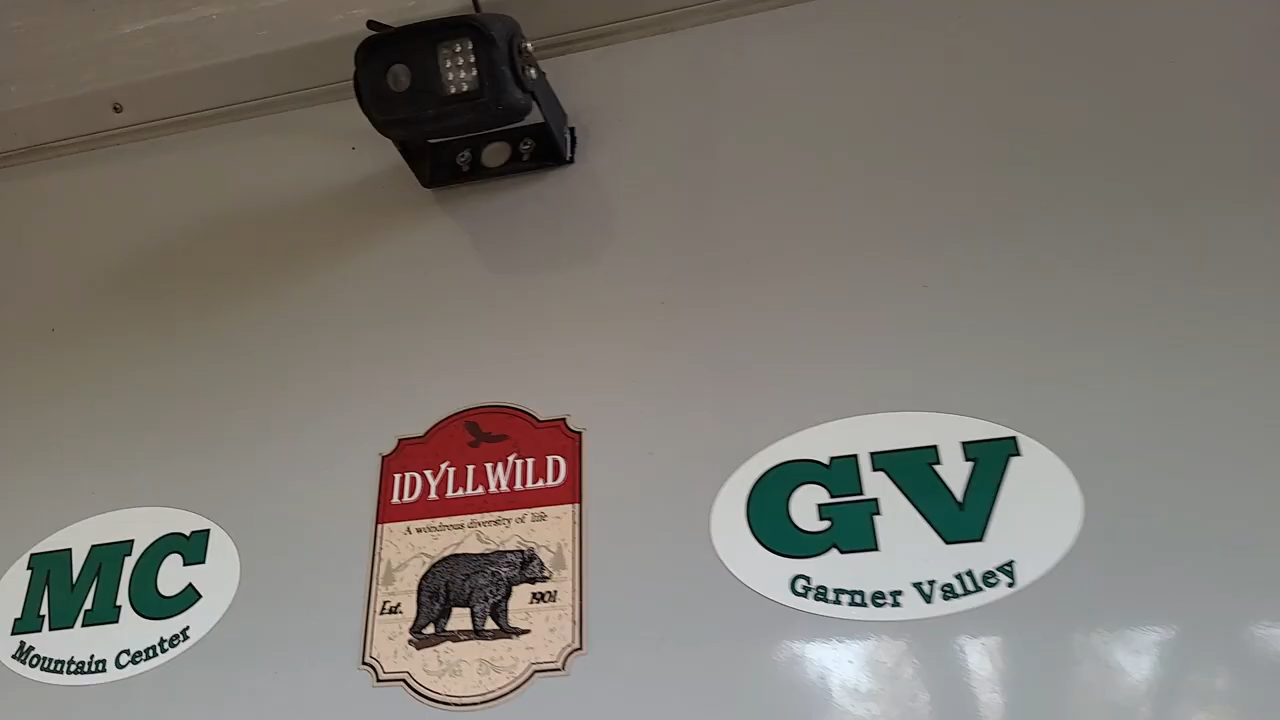 MC
Mountain Center
IDYLLWILD
A wondrous diversity of life
Est. 1901
GV
Garner Valley